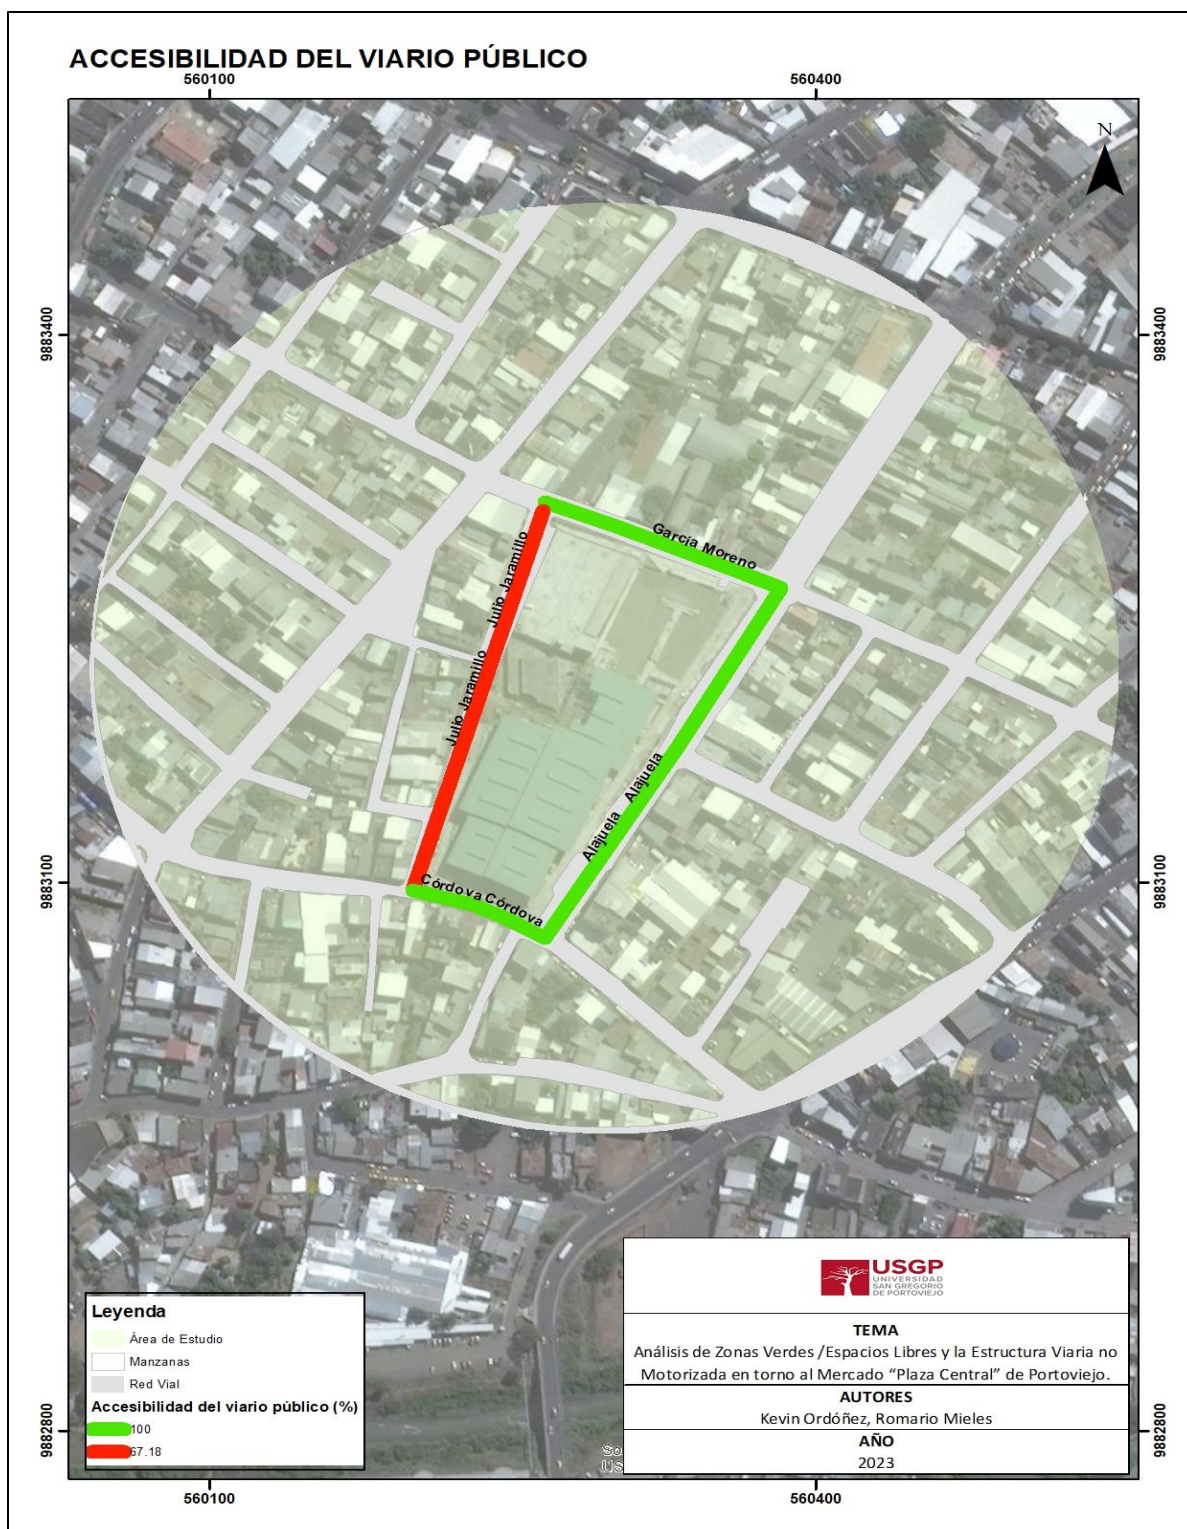 ACCESIBILIDAD DEL VIARIO PÚBLICO
560100
560400
N
9883400
9883400
García Moreno
Julio Jaramillo
Julio Jaramillo
Alajuela
Alajuela
Córdova Córdova
9883100
9883100
USGP
UNIVERSIDAD
SAN GREGORIO
DE PORTOVIEJO
TEMA
Análisis de Zonas Verdes /Espacios Libres y la Estructura Viaria no
Motorizada en torno al Mercado “Plaza Central” de Portoviejo.
AUTORES
Kevin Ordóñez, Romario Mieles
AÑO
2023
Leyenda
Área de Estudio
Manzanas
Red Vial
Accesibilidad del viario público (%)
100
67.18
9882800
9882800
560100
560400